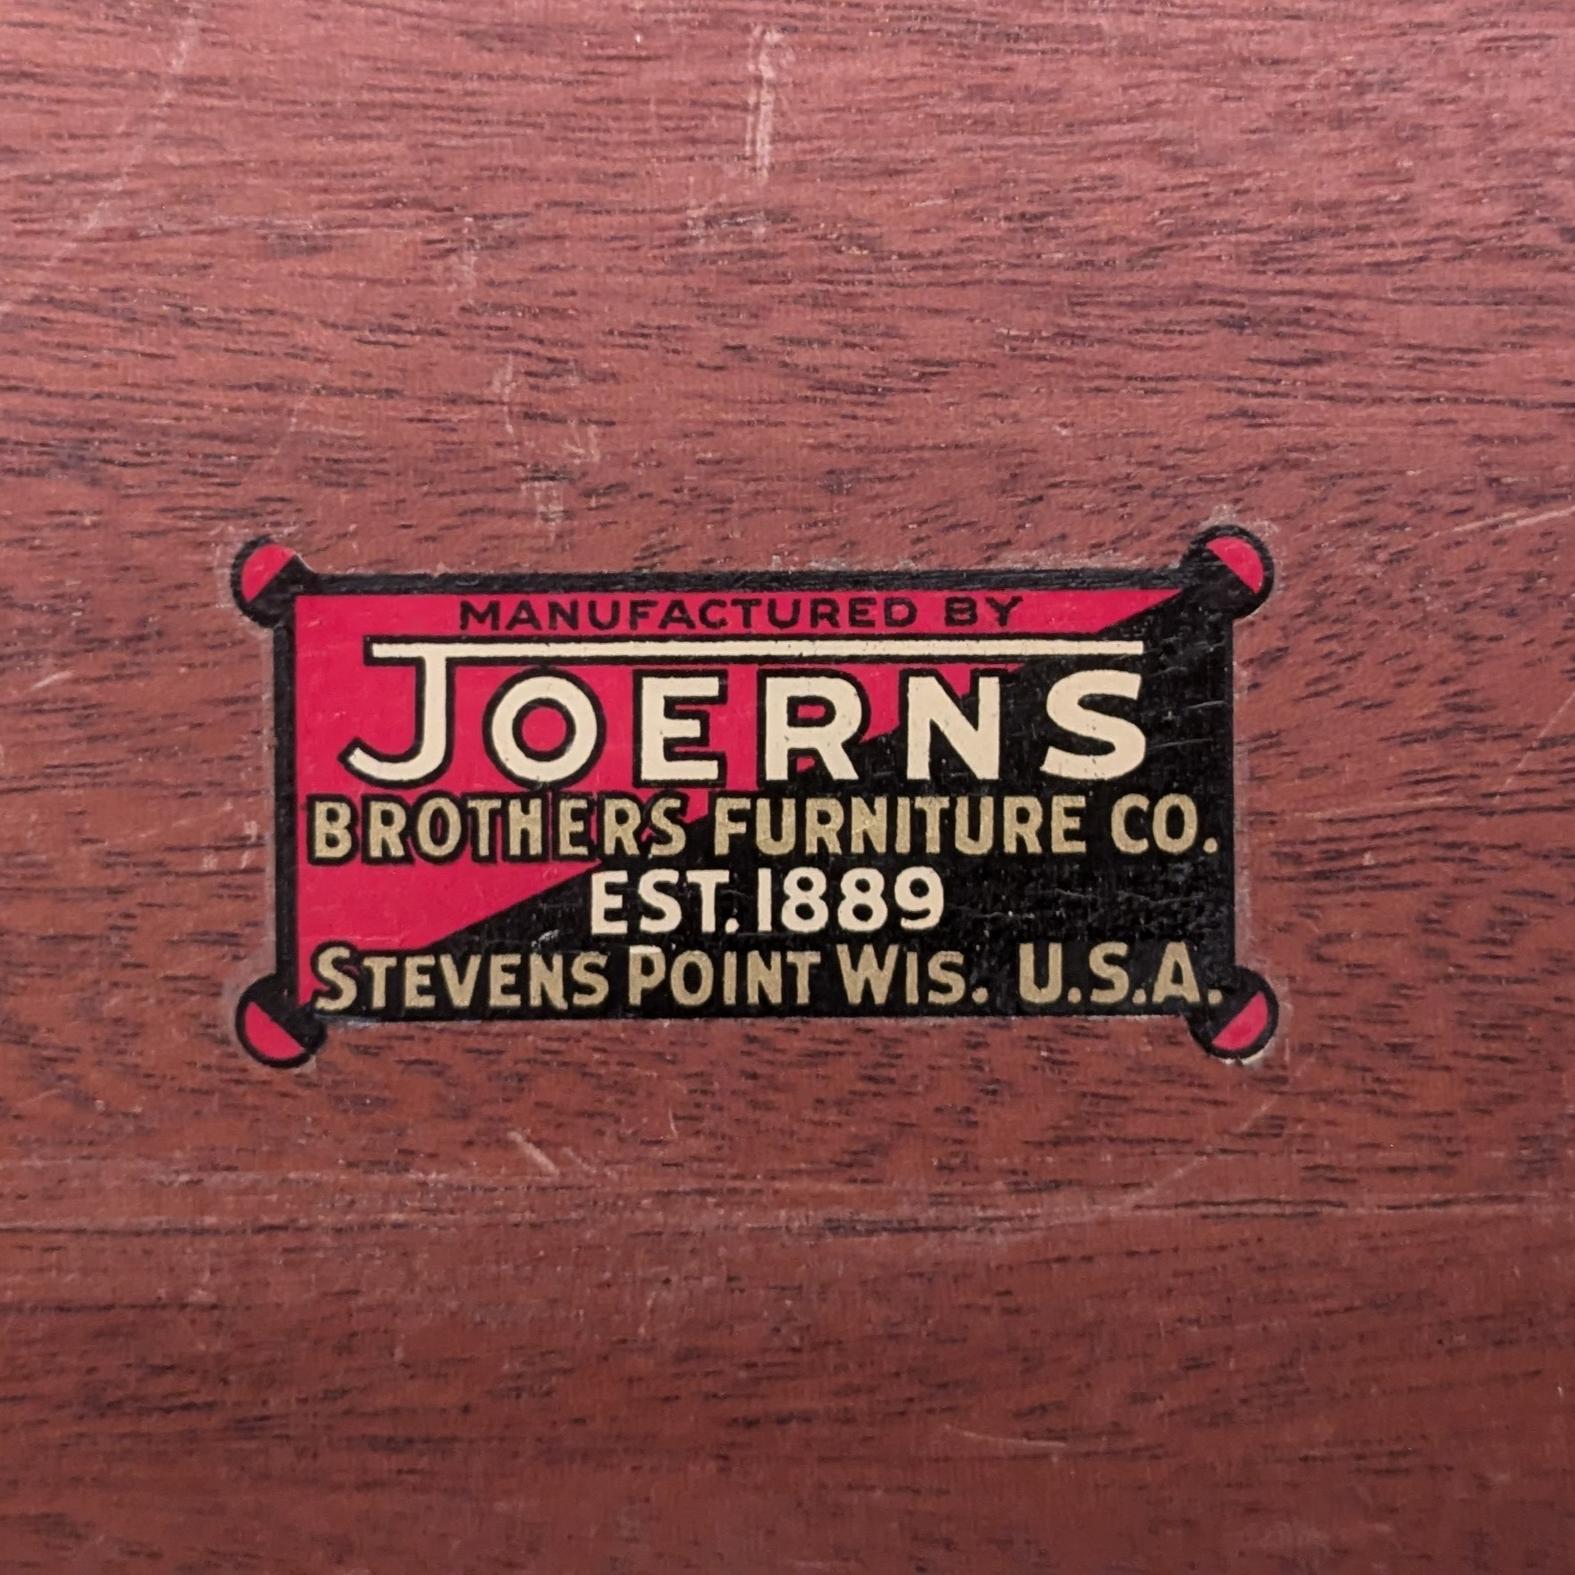 MANUFACTURED BY
JOERNS
BROTHERS FURNITURE CO.
EST. 1889
STEVENS POINT WIS. U.S.A.